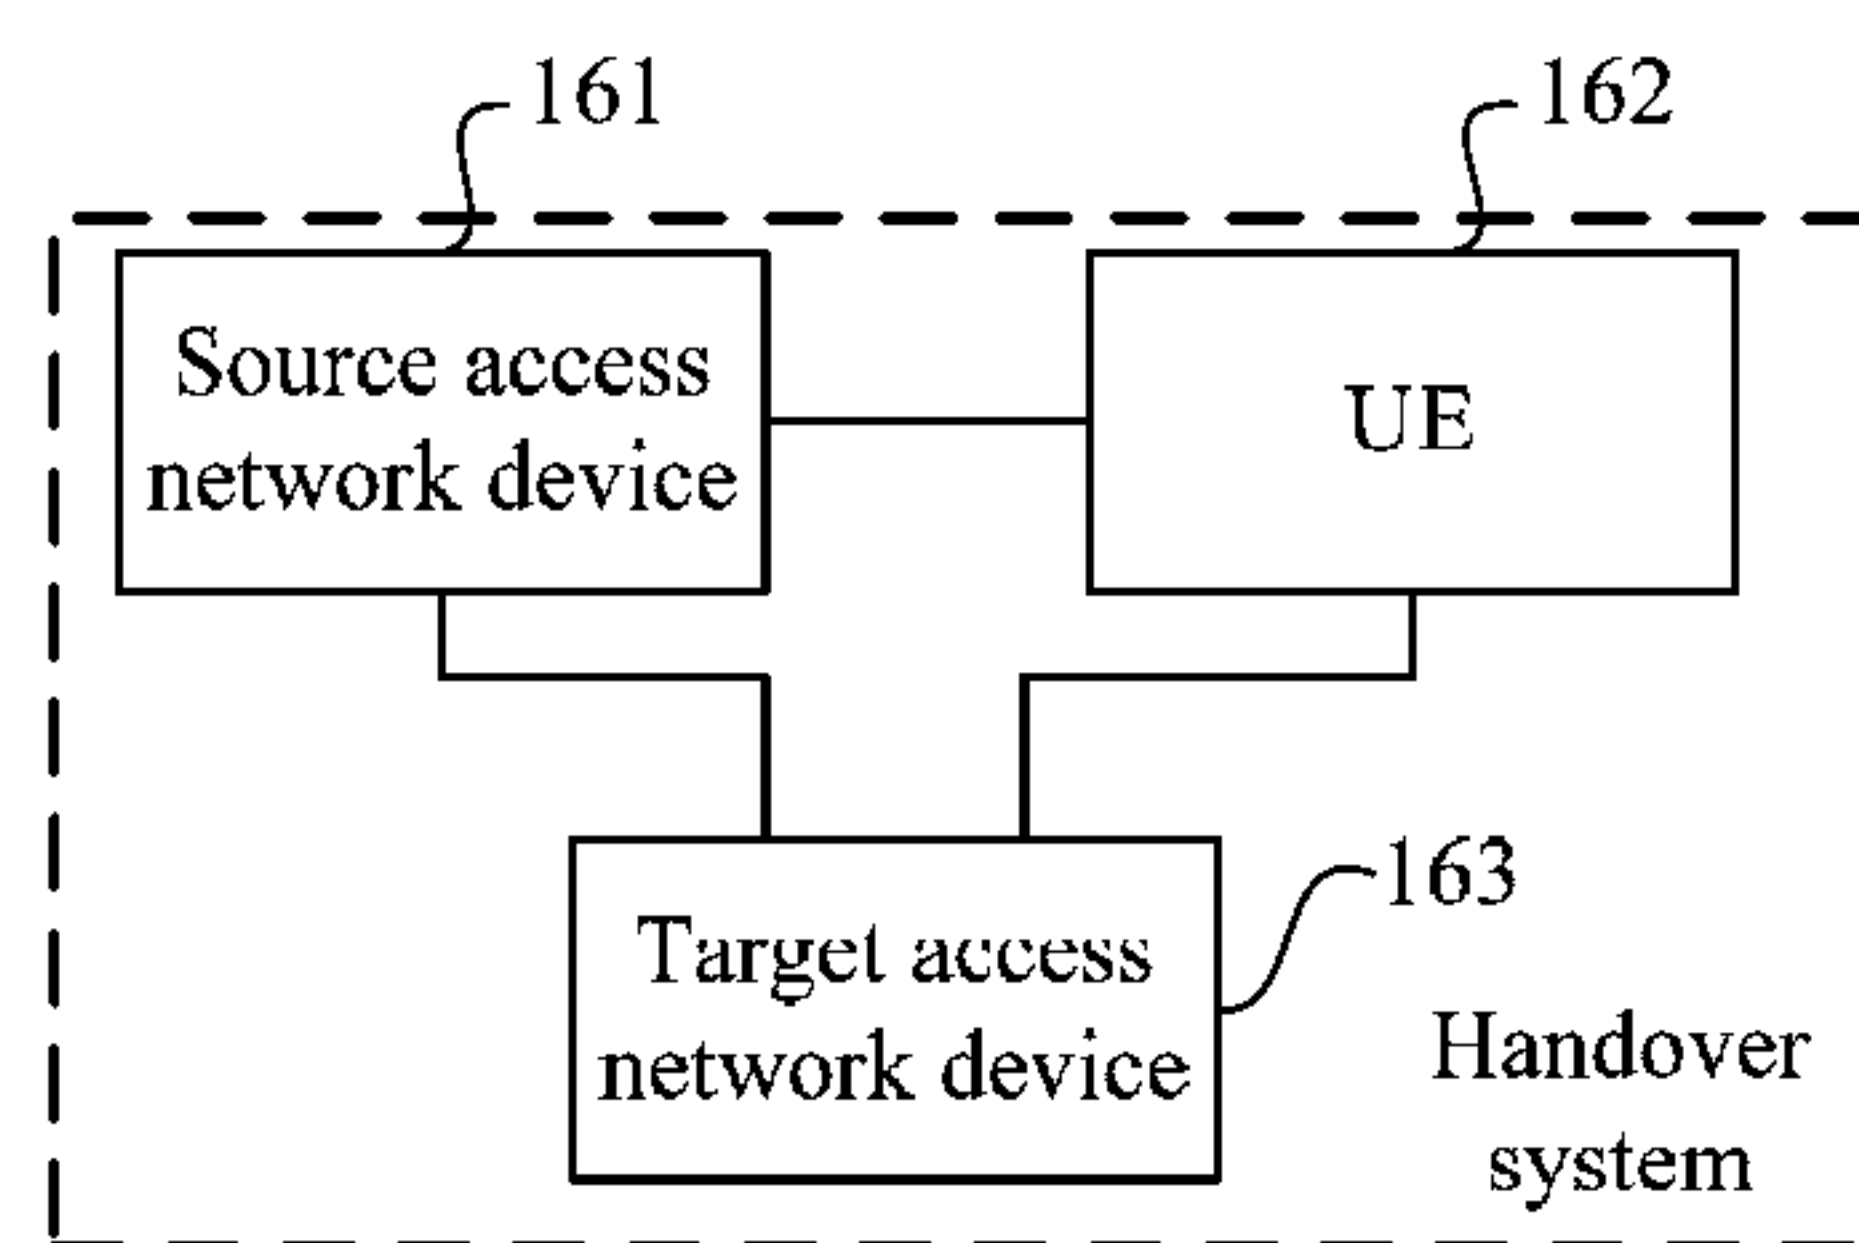 161
162
Source access
network device
UE
163
Target access
network device
Handover
system